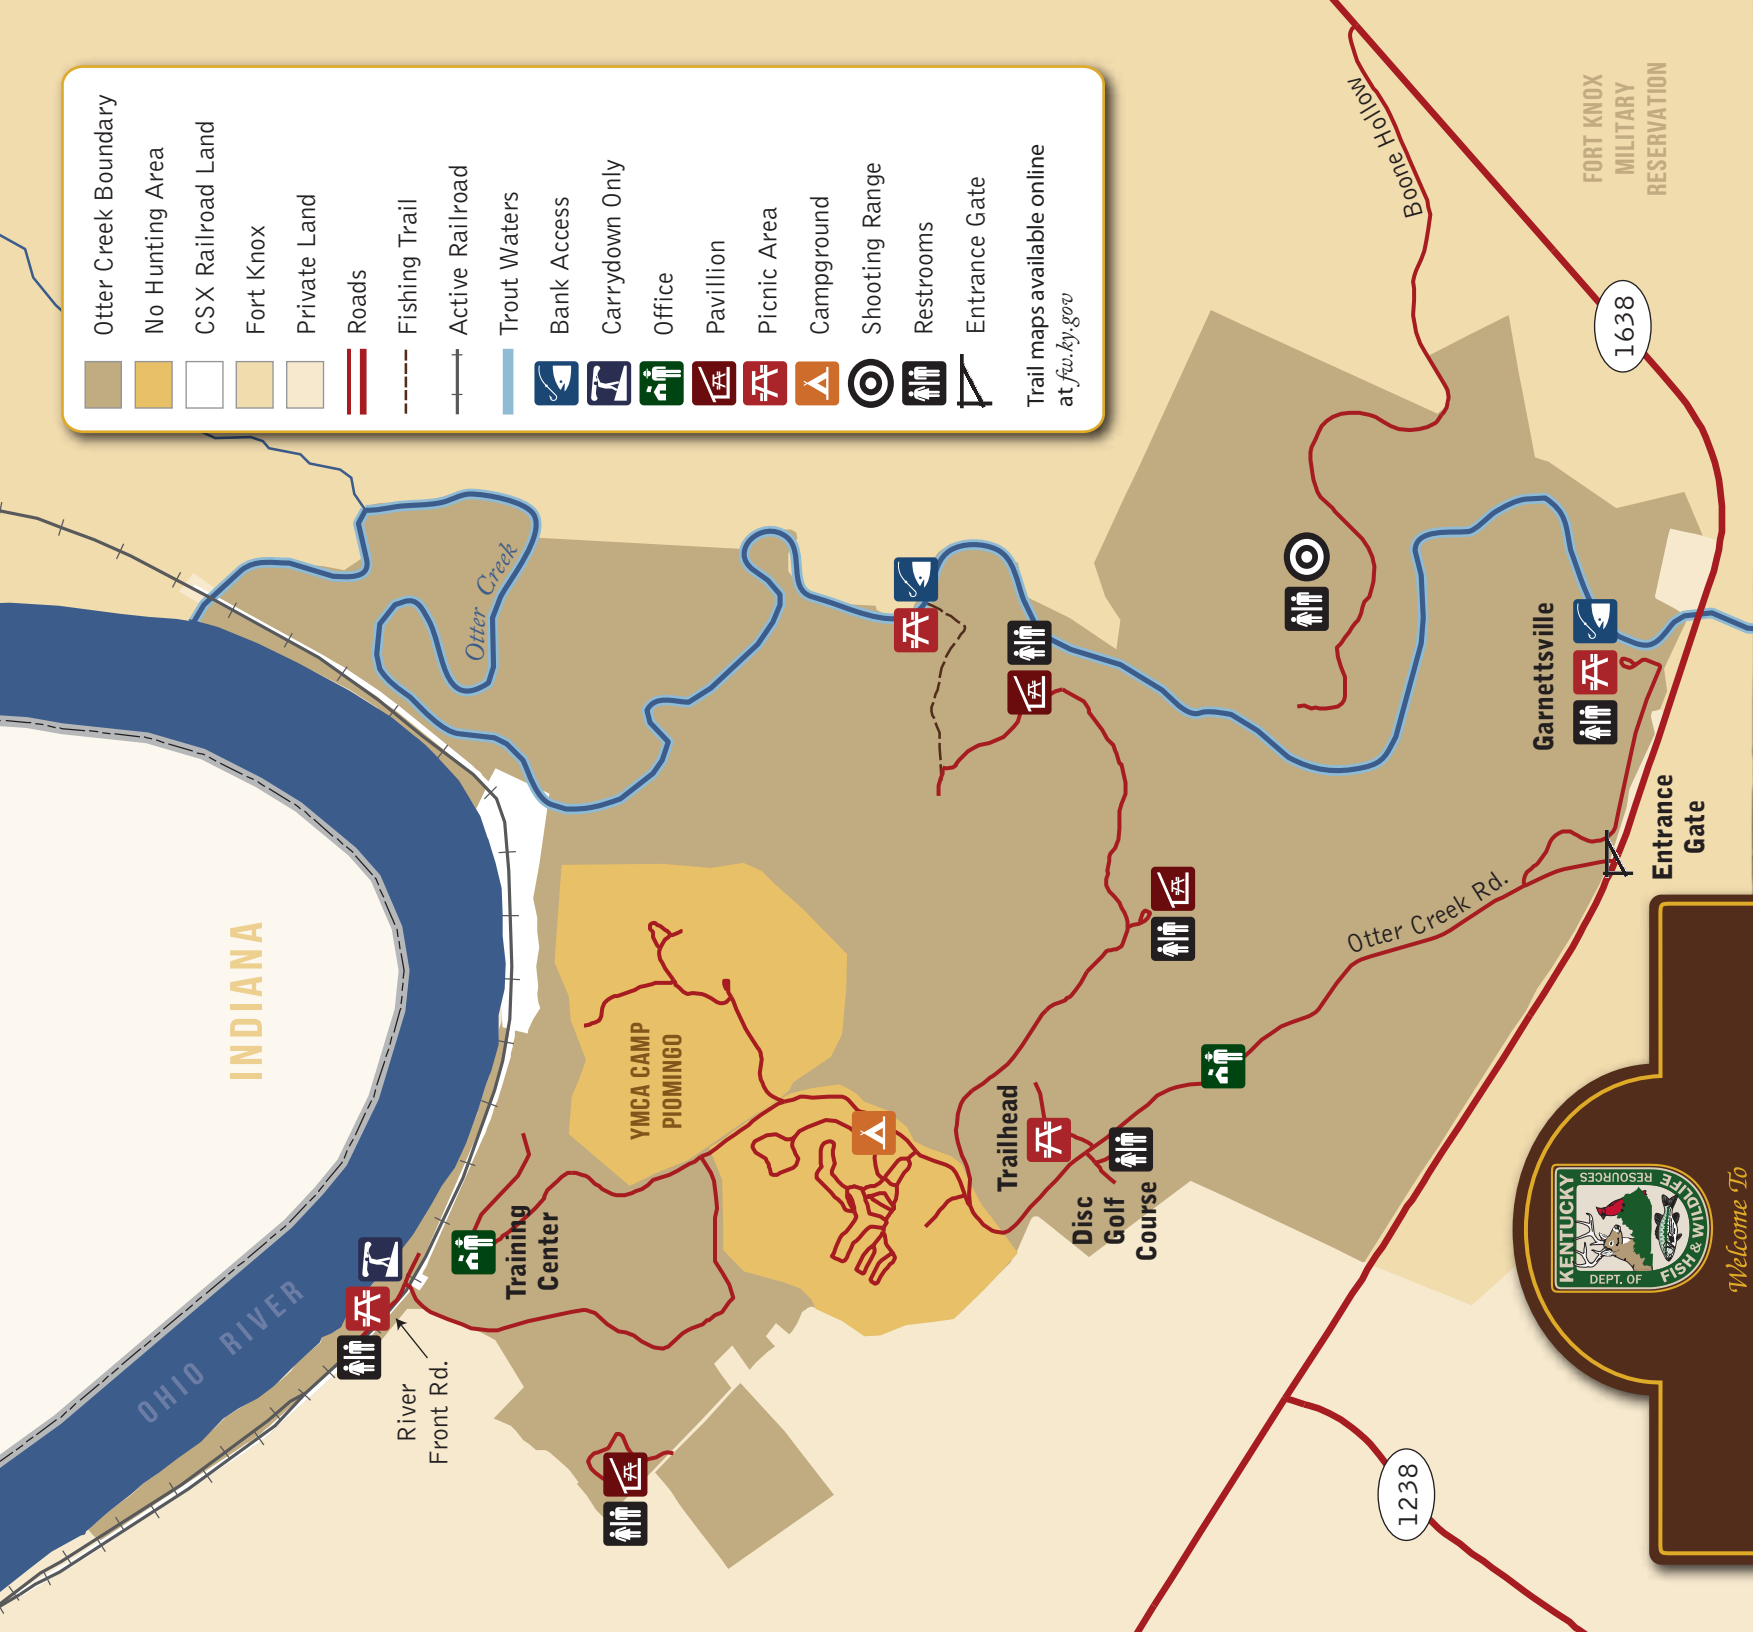 Otter Creek Boundary
No Hunting Area
CSX Railroad Land
Fort Knox
Private Land
Roads
Fishing Trail
Active Railroad
Trout Waters
Bank Access
Carrydown Only
Office
Pavillion
Picnic Area
Campground
Shooting Range
Restrooms
Entrance Gate
Trail maps available online
at fw.ky.gov
INDIANA
OHIO RIVER
Otter Creek
River
Front Rd.
Training
Center
YMCA CAMP
PIOMINGO
Trailhead
Disc
Golf
Course
Otter Creek Rd.
Garnettsville
Entrance
Gate
Boone Hollow
FORT KNOX
MILITARY
RESERVATION
1638
1238
KENTUCKY
DEPT. OF
FISH & WILDLIFE
RESOURCES
Welcome To